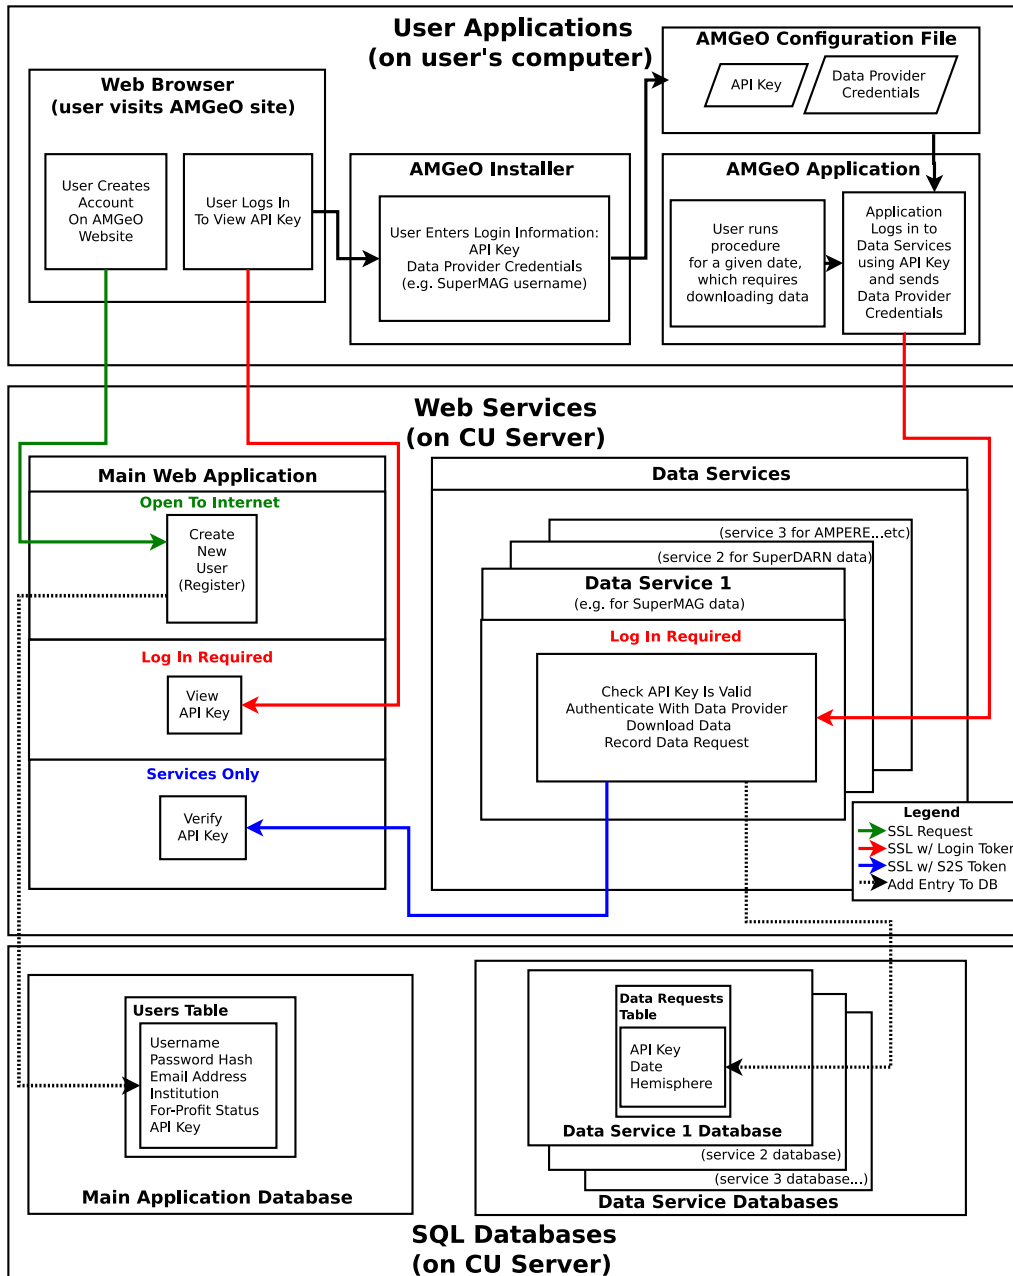 User Applications
(on user's computer)
Web Browser
(user visits AMGeO site)
User Creates
Account
On AMGeO
Website
User Logs In
To View API Key
AMGeO Installer
User Enters Login Information:
API Key
Data Provider Credentials
(e.g. SuperMAG username)
AMGeO Configuration File
API Key
Data Provider
Credentials
AMGeO Application
User runs
procedure
for a given date,
which requires
downloading data
Application
Logs in to
Data Services
using API Key
and sends
Data Provider
Credentials
Web Services
(on CU Server)
Main Web Application
Open To Internet
Create
New
User
(Register)
Log In Required
View
API Key
Services Only
Verify
API Key
Data Services
(service 3 for AMPERE...etc)
(service 2 for SuperDARN data)
Data Service 1
(e.g. for SuperMAG data)
Log In Required
Check API Key Is Valid
Authenticate With Data Provider
Download Data
Record Data Request
Legend
SSL Request
SSL w/ Login Token
SSL w/ S2S Token
Add Entry To DB
Users Table
Username
Password Hash
Email Address
Institution
For-Profit Status
API Key
Main Application Database
Data Requests
Table
API Key
Date
Hemisphere
Data Service 1 Database
(service 2 database)
(service 3 database...)
Data Service Databases
SQL Databases
(on CU Server)